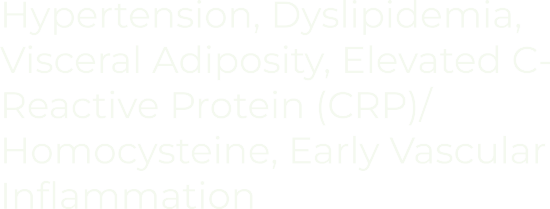 Hypertension, Dyslipidemia,
Visceral Adiposity, Elevated C-
Reactive Protein (CRP)/
Homocysteine, Early Vascular
Inflammation